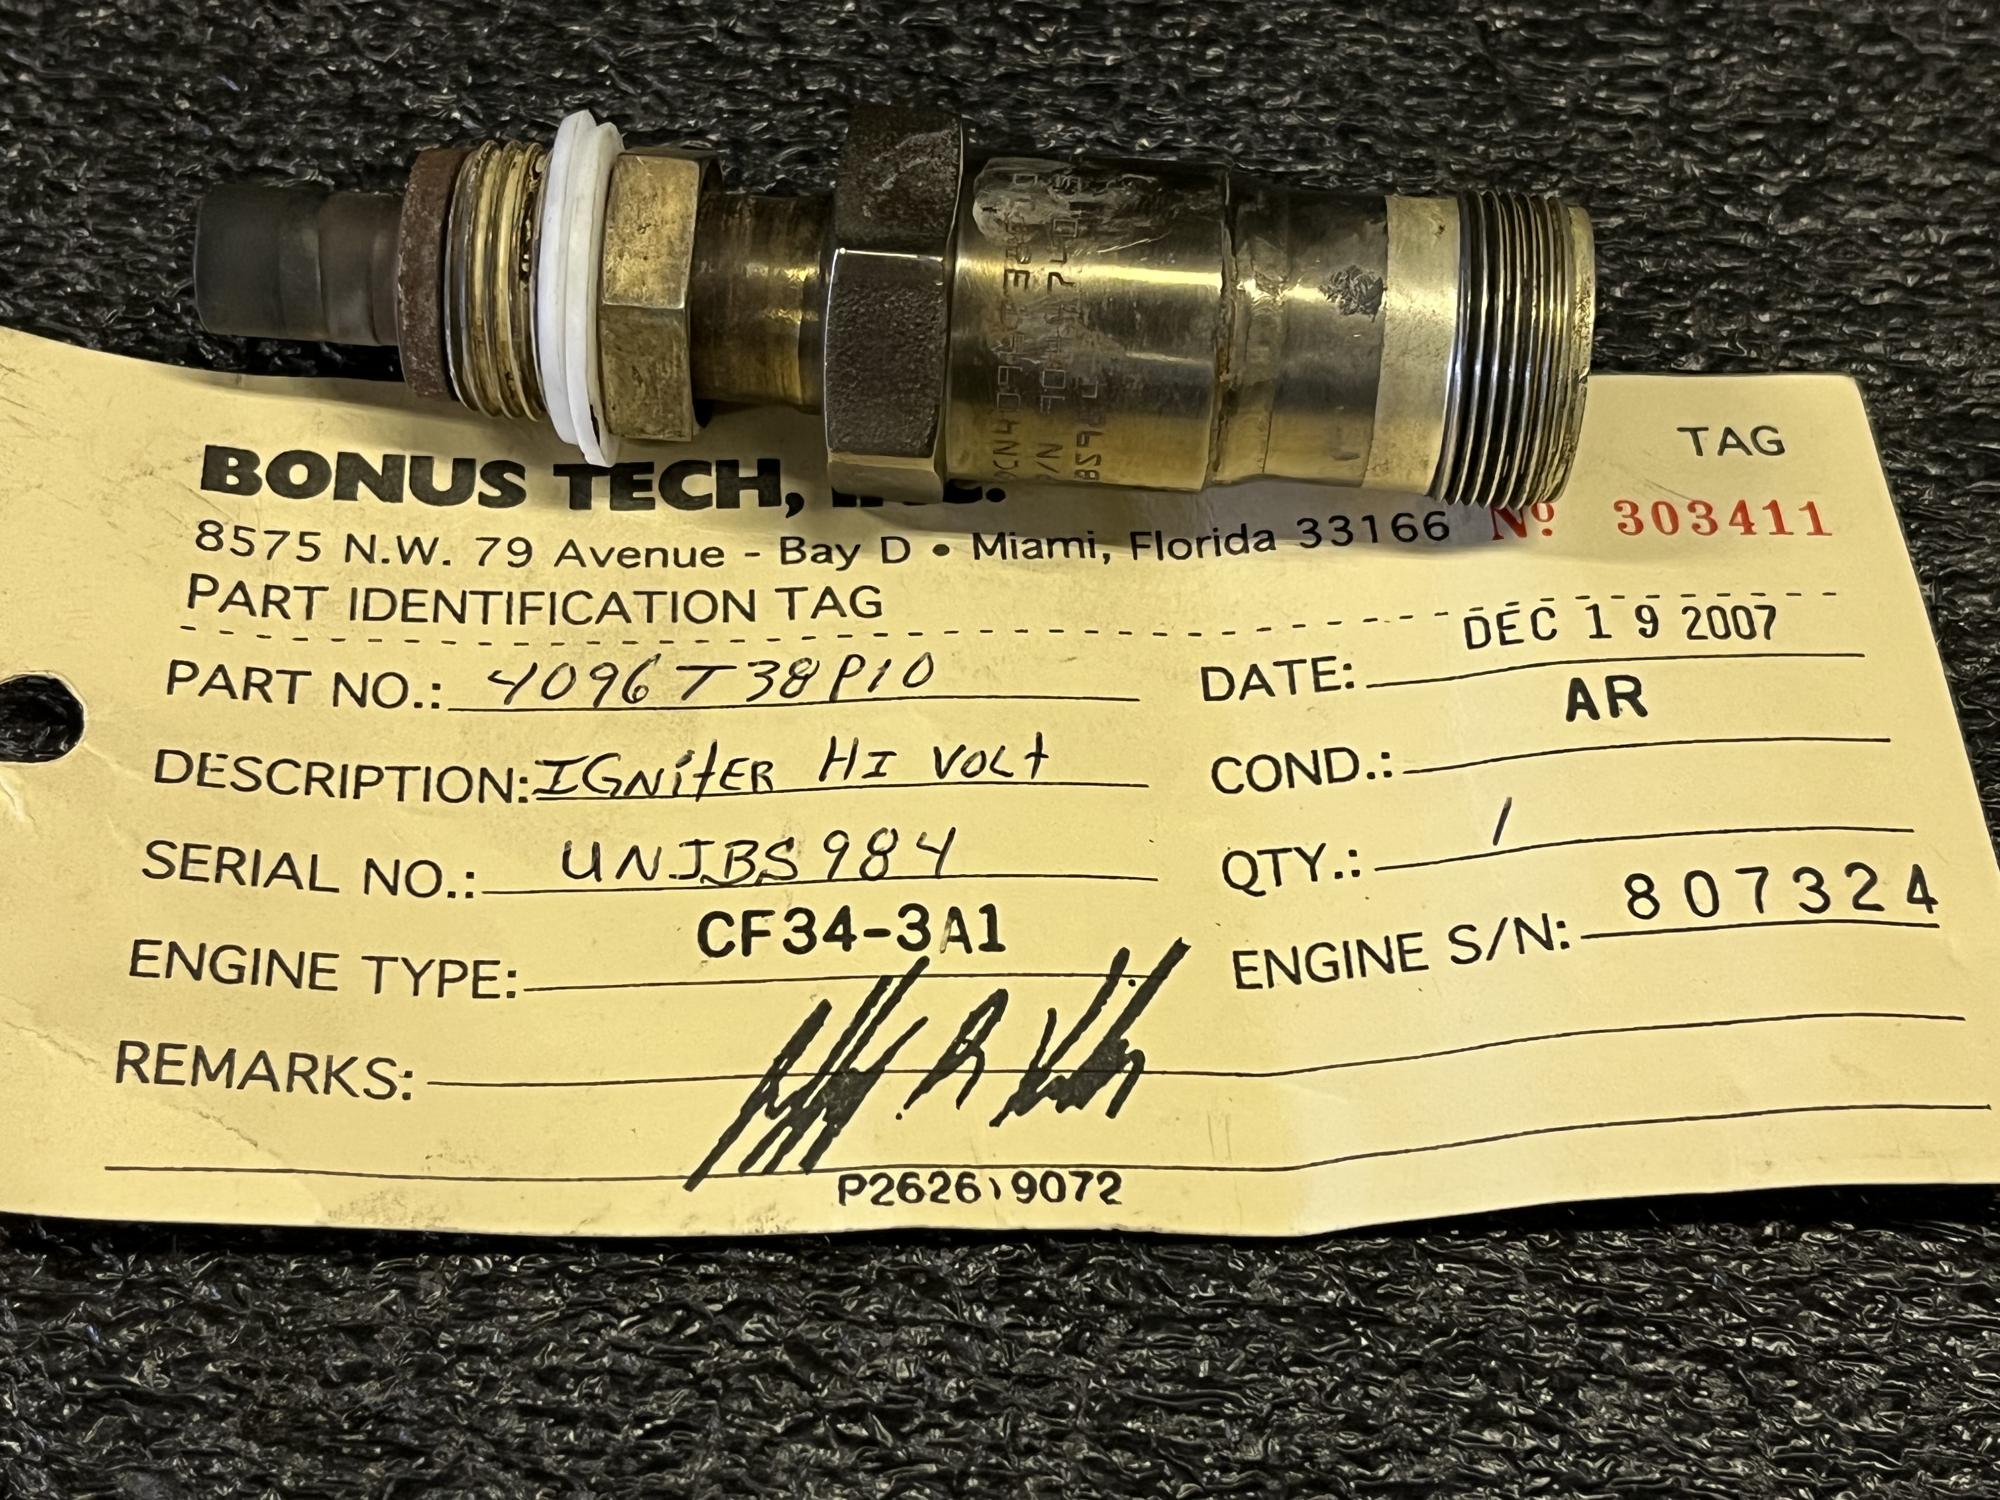 BONUS TECH,
TAG
8575 N.W. 79 Avenue - Bay D • Miami, Florida 33166 Nº 303411
PART IDENTIFICATION TAG
PART NO.: 4096T38P10
DATE: DEC 19 2007
DESCRIPTION: IGNitER HI VOLt
COND.: AR
SERIAL NO.: UNJBS984
QTY.: 1
ENGINE TYPE: CF34-3A1
ENGINE S/N: 807324
REMARKS: